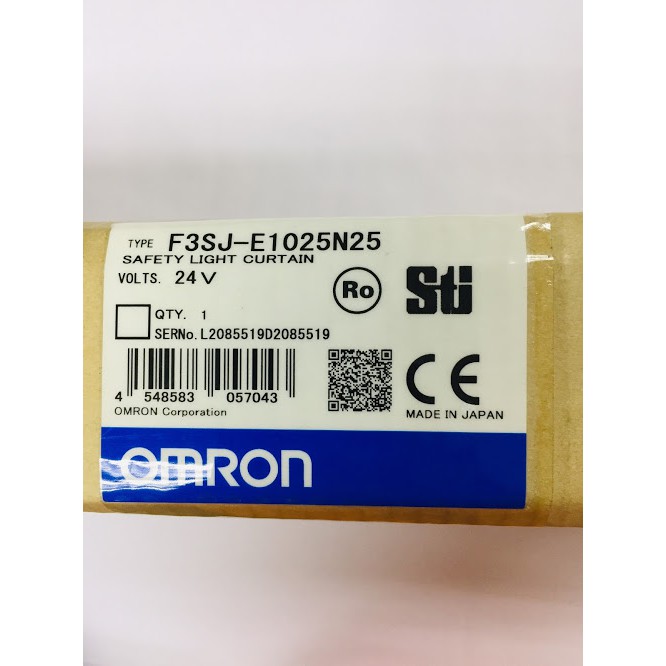 TYPE F3SJ-E1025N25
SAFETY LIGHT CURTAIN
VOLTS. 24V
Ro
Sti
QTY. 1
SERNo. L2085519D2085519
4 548583 057043
OMRON Corporation
CE
MADE IN JAPAN
OMRON